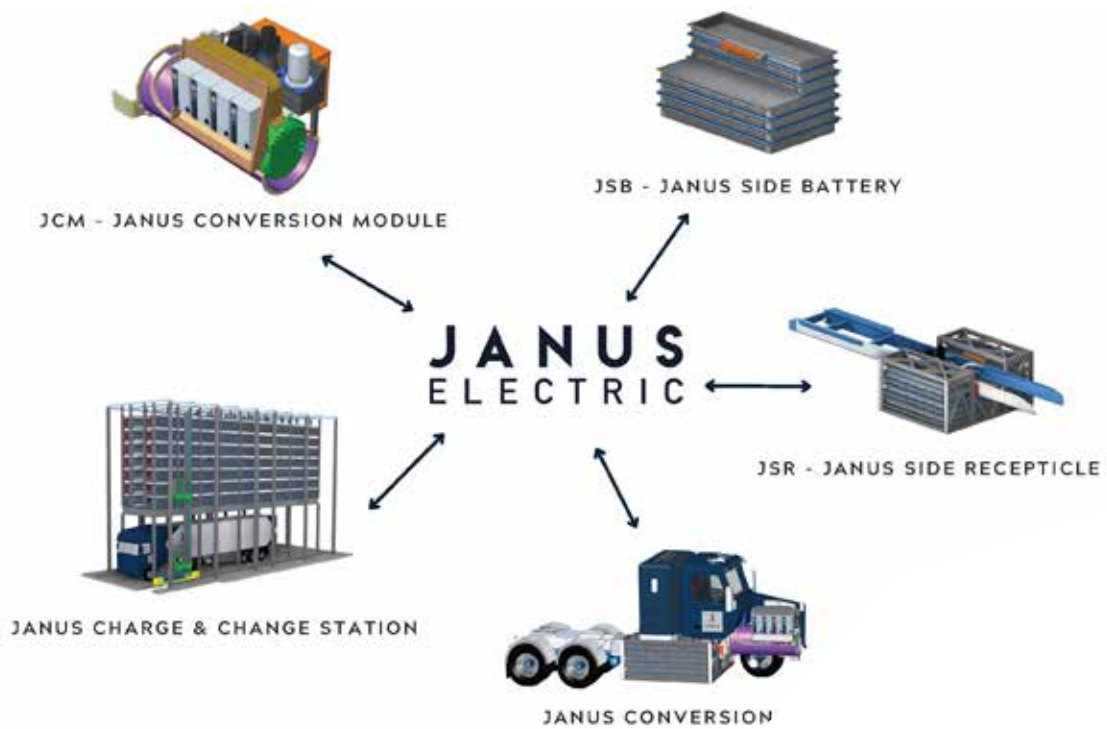 JCM - JANUS CONVERSION MODULE
JSB - JANUS SIDE BATTERY
JANUS
ELECTRIC
JSR - JANUS SIDE RECEPTICLE
JANUS CHARGE & CHANGE STATION
JANUS CONVERSION